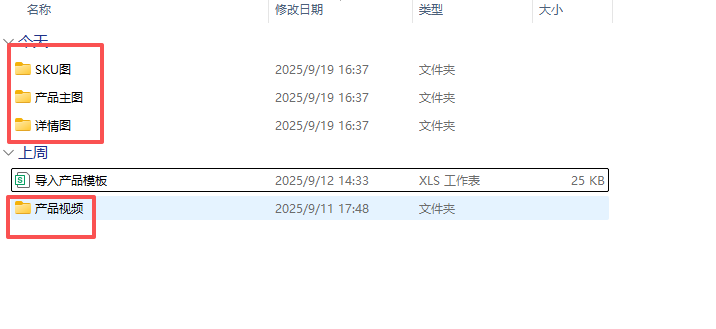 名称 修改日期 类型 大小
今天
SKU图 2025/9/19 16:37 文件夹
产品主图 2025/9/19 16:37 文件夹
详情图 2025/9/19 16:37 文件夹
上周
导入产品模板 2025/9/12 14:33 XLS 工作表 25 KB
产品视频 2025/9/11 17:48 文件夹